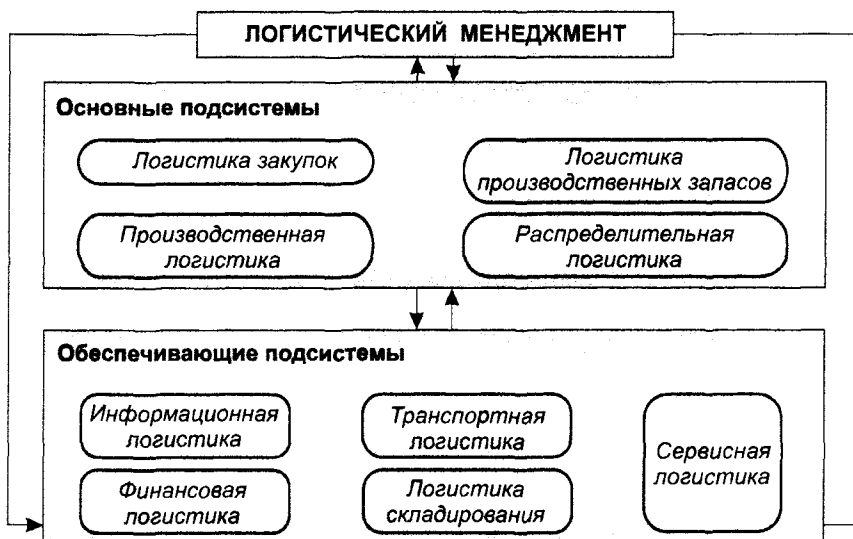 ЛОГИСТИЧЕСКИЙ МЕНЕДЖМЕНТ
Основные подсистемы
Логистика закупок
Логистика
производственных запасов
Производственная
логистика
Распределительная
логистика
Обеспечивающие подсистемы
Информационная
логистика
Транспортная
логистика
Сервисная
логистика
Финансовая
логистика
Логистика
складирования